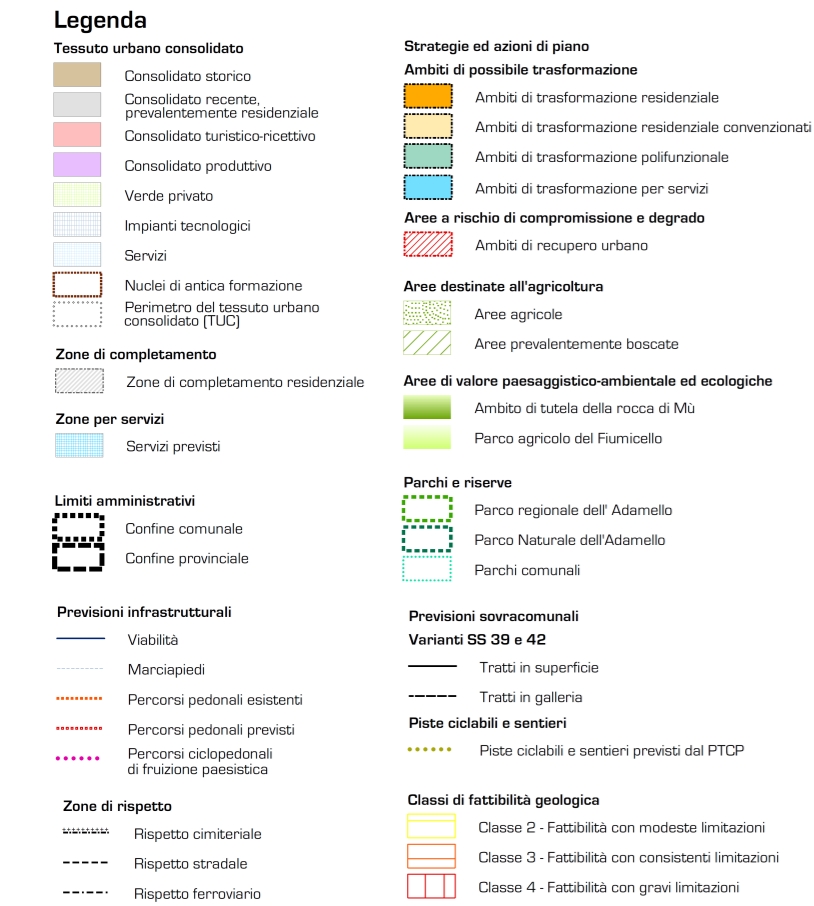 Legenda
Tessuto urbano consolidato
Consolidato storico
Consolidato recente,
prevalentemente residenziale
Consolidato turistico-ricettivo
Consolidato produttivo
Verde privato
Impianti tecnologici
Servizi
Nuclei di antica formazione
Perimetro del tessuto urbano
consolidato (TUC)
Zone di completamento
Zone di completamento residenziale
Zone per servizi
Servizi previsti
Limiti amministrativi
Confine comunale
Confine provinciale
Previsioni infrastrutturali
Viabilità
Marciapiedi
Percorsi pedonali esistenti
Percorsi pedonali previsti
Percorsi ciclopedonali
di fruizione paesistica
Zone di rispetto
Rispetto cimiteriale
Rispetto stradale
Rispetto ferroviario
Strategie ed azioni di piano
Ambiti di possibile trasformazione
Ambiti di trasformazione residenziale
Ambiti di trasformazione residenziale convenzionati
Ambiti di trasformazione polifunzionale
Ambiti di trasformazione per servizi
Aree a rischio di compromissione e degrado
Ambiti di recupero urbano
Aree destinate all'agricoltura
Aree agricole
Aree prevalentemente boscate
Aree di valore paesaggistico-ambientale ed ecologiche
Ambito di tutela della rocca di Mù
Parco agricolo del Fiumicello
Parchi e riserve
Parco regionale dell' Adamello
Parco Naturale dell'Adamello
Parchi comunali
Previsioni sovracomunali
Varianti SS 39 e 42
Tratti in superficie
Tratti in galleria
Piste ciclabili e sentieri
Piste ciclabili e sentieri previsti dal PTCP
Classi di fattibilità geologica
Classe 2 - Fattibilità con modeste limitazioni
Classe 3 - Fattibilità con consistenti limitazioni
Classe 4 - Fattibilità con gravi limitazioni